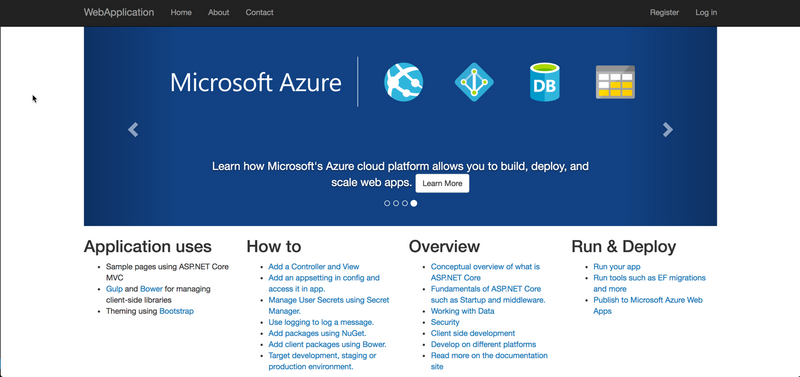 WebApplication Home About Contact Register Log in
Microsoft Azure
DB
Learn how Microsoft's Azure cloud platform allows you to build, deploy, and
scale web apps. Learn More
Application uses
Sample pages using ASP.NET Core
MVC
Gulp and Bower for managing
client-side libraries
Theming using Bootstrap
How to
Add a Controller and View
Add an appsetting in config and
access it in app.
Manage User Secrets using Secret
Manager.
Use logging to log a message.
Add packages using NuGet.
Add client packages using Bower.
Target development, staging or
production environment.
Overview
Conceptual overview of what is
ASP.NET Core
Fundamentals of ASP.NET Core
such as Startup and middleware.
Working with Data
Security
Client side development
Develop on different platforms
Read more on the documentation
site
Run & Deploy
Run your app
Run tools such as EF migrations
and more
Publish to Microsoft Azure Web
Apps